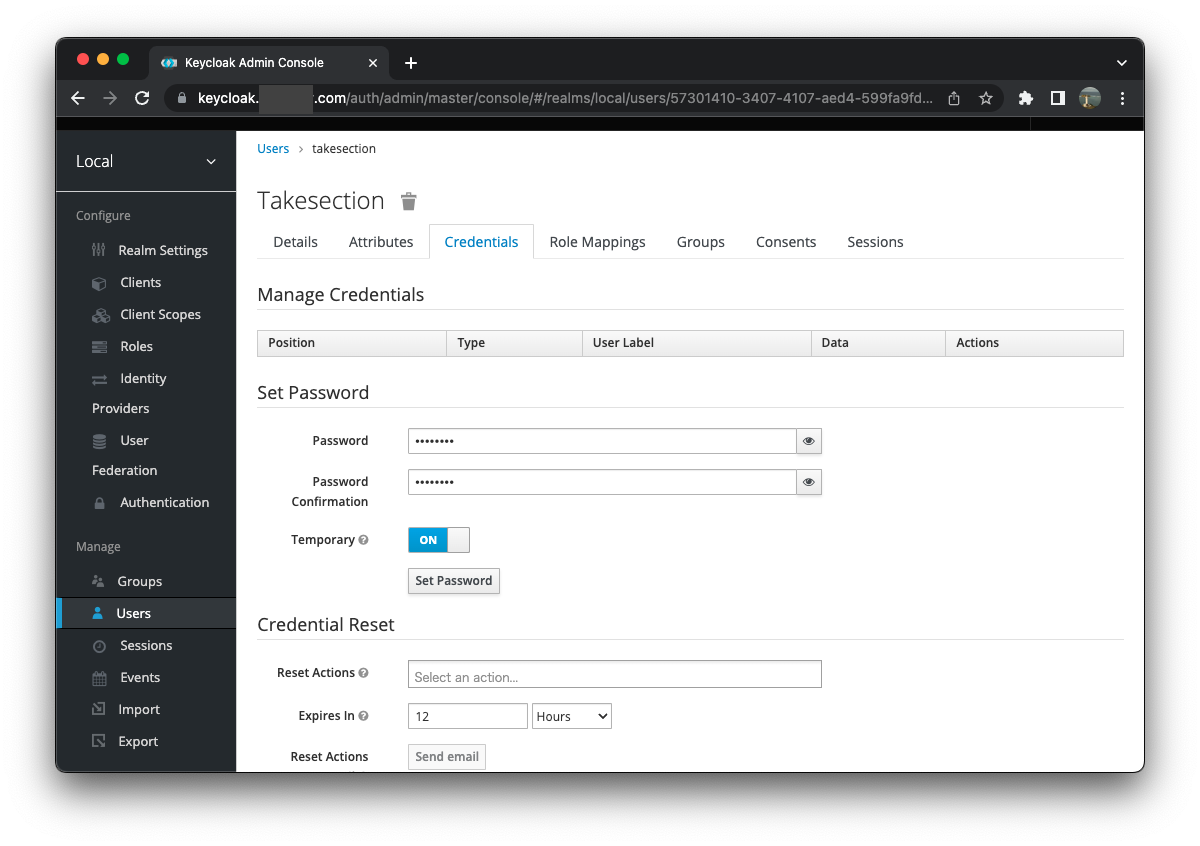 Keycloak Admin Console
keycloak. .com/auth/admin/master/console/#/realms/local/users/57301410-3407-4107-aed4-599fa9fd...
Local
Configure
Realm Settings
Clients
Client Scopes
Roles
Identity
Providers
User
Federation
Authentication
Manage
Groups
Users
Sessions
Events
Import
Export
Users > takesection
Takesection
Details Attributes Credentials Role Mappings Groups Consents Sessions
Manage Credentials
Position Type User Label Data Actions
Set Password
Password ••••••••
Password ••••••••
Confirmation
Temporary ON
Set Password
Credential Reset
Reset Actions Select an action...
Expires In 12 Hours
Reset Actions Send email